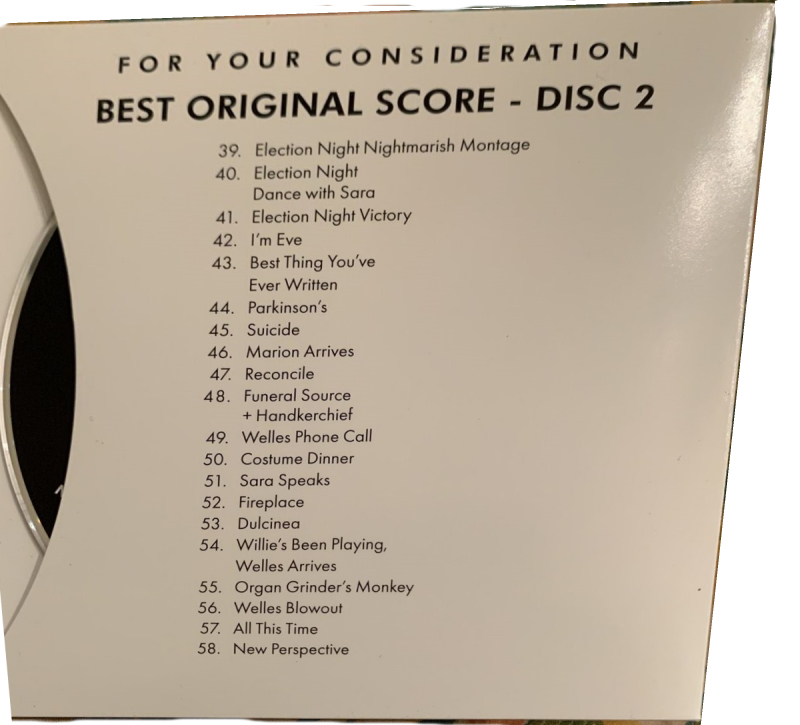 FOR YOUR CONSIDERATION
BEST ORIGINAL SCORE - DISC 2
39. Election Night Nightmarish Montage
40. Election Night
Dance with Sara
41. Election Night Victory
42. I'm Eve
43. Best Thing You've
Ever Written
44. Parkinson's
45. Suicide
46. Marion Arrives
47. Reconcile
48. Funeral Source
+ Handkerchief
49. Welles Phone Call
50. Costume Dinner
51. Sara Speaks
52. Fireplace
53. Dulcinea
54. Willie's Been Playing,
Welles Arrives
55. Organ Grinder's Monkey
56. Welles Blowout
57. All This Time
58. New Perspective